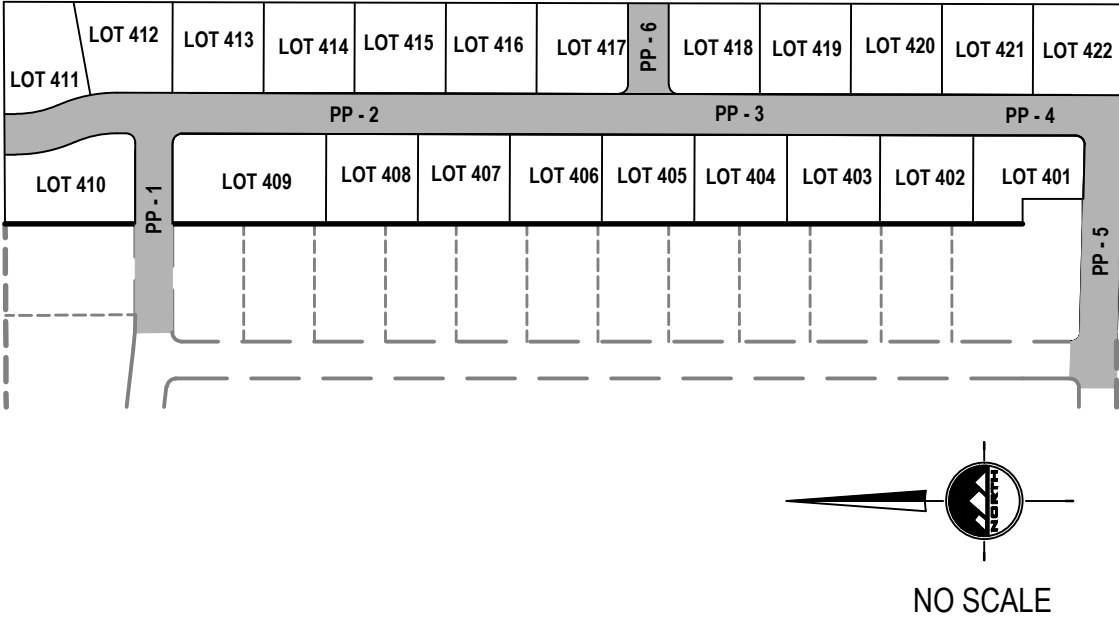 LOT 411
LOT 412
LOT 413
LOT 414
LOT 415
LOT 416
LOT 417
PP - 6
LOT 418
LOT 419
LOT 420
LOT 421
LOT 422
PP - 2
PP - 3
PP - 4
LOT 410
PP - 1
LOT 409
LOT 408
LOT 407
LOT 406
LOT 405
LOT 404
LOT 403
LOT 402
LOT 401
PP - 5
NORTH
NO SCALE